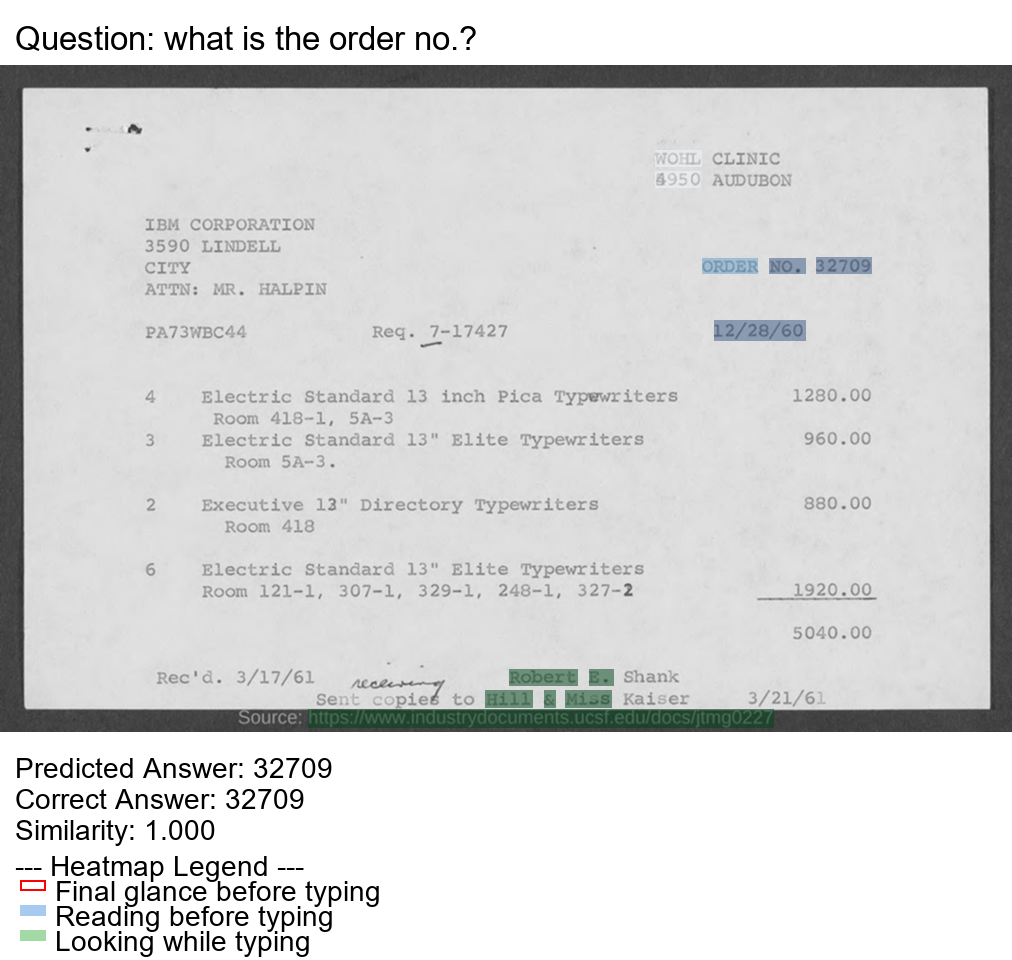 Question: what is the order no.?
WOHL CLINIC
4950 AUDUBON
IBM CORPORATION
3590 LINDELL
CITY
ORDER NO. 32709
ATTN: MR. HALPIN
PA73WBC44 Req. 7-17427 12/28/60
4 Electric Standard 13 inch Pica Typewriters 1280.00
Room 418-1, 5A-3
3 Electric Standard 13" Elite Typewriters 960.00
Room 5A-3.
2 Executive 13" Directory Typewriters 880.00
Room 418
6 Electric Standard 13" Elite Typewriters
Room 121-1, 307-1, 329-1, 248-1, 327-2 1920.00
5040.00
Rec'd. 3/17/61 receiving Robert E. Shank
Sent copies to Hill & Miss Kaiser 3/21/61
Source: https://www.industrydocuments.ucsf.edu/docs/jtmg0227
Predicted Answer: 32709
Correct Answer: 32709
Similarity: 1.000
--- Heatmap Legend ---
Final glance before typing
Reading before typing
Looking while typing